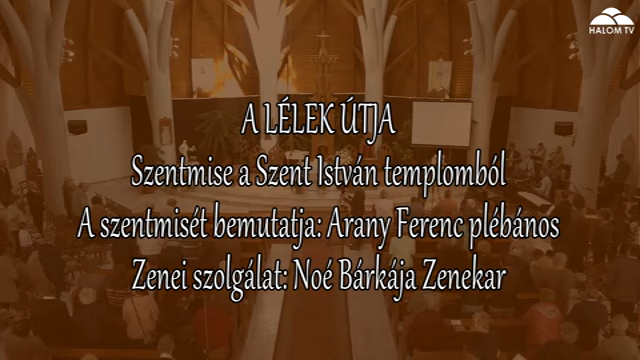 HALOM TV
A LÉLEK ÚTJA
Szentmise a Szent István templomból
A szentmisét bemutatja: Arany Ferenc plébános
Zenei szolgálat: Noé Bárkája Zenekar